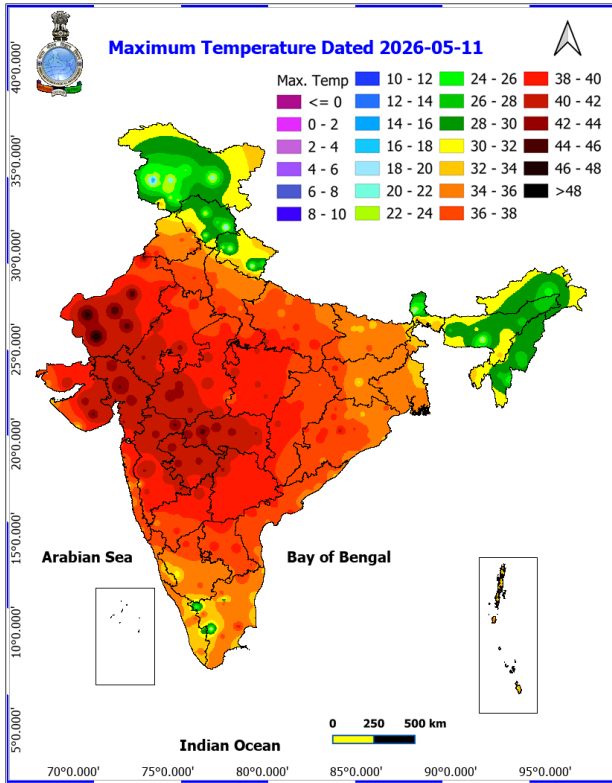 Maximum Temperature Dated 2026-05-11
Max. Temp
<= 0
0 - 2
2 - 4
4 - 6
6 - 8
8 - 10
10 - 12
12 - 14
14 - 16
16 - 18
18 - 20
20 - 22
22 - 24
24 - 26
26 - 28
28 - 30
30 - 32
32 - 34
34 - 36
36 - 38
38 - 40
40 - 42
42 - 44
44 - 46
46 - 48
>48
40°0.000'
35°0.000'
30°0.000'
25°0.000'
20°0.000'
15°0.000'
10°0.000'
5°0.000'
Arabian Sea
Bay of Bengal
Indian Ocean
0 250 500 km
70°0.000' 75°0.000' 80°0.000' 85°0.000' 90°0.000' 95°0.000'